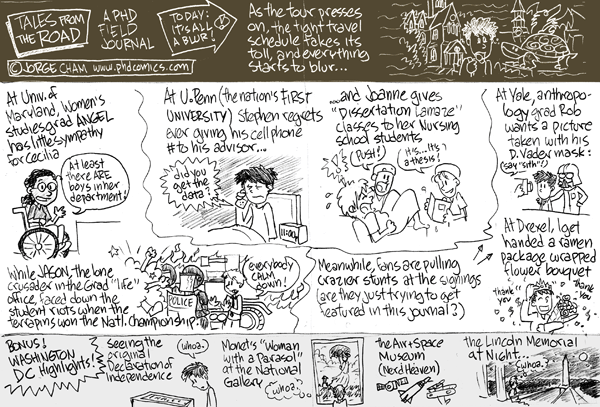 TALES FROM
THE ROAD
A PHD
FIELD
JOURNAL
TODAY:
IT'S ALL
A BLUR!
As the tour presses
on, the tight travel
schedule takes its
toll and everything
starts to blur...
© JORGE CHAM www.phdcomics.com
At Univ. of
Maryland, Women's
studies grad ANGEL
has little sympathy
for Cecilia
At least
there ARE
boys in her
department!
At U. Penn (the nation's FIRST
UNIVERSITY) Stephen regrets
ever giving his cell phone
# to his advisor...
did you
get the
data?
...and Joanne gives
"Dissertation Lamaze"
classes to her Nursing
school students
PUSH!
IT'S... IT'S
a thesis!
At Yale, anthropo-
logy grad Rob
wants a picture
taken with his
D. Vader mask:
(say "sith"!)
While JASON, the lone
crusader in the Grad "life"
office, faced down the
student riots when the
terrapins won the Natl. Championship.
POLICE
everybody
CALM
DOWN!
Meanwhile, fans are pulling
crazier stunts at the signings
(are they just trying to get
featured in this journal?)
At Drexel, I get
handed a ramen
package wrapped
flower bouquet
thank
you
Thank
you
BONUS!
WASHINGTON
DC Highlights!
Seeing the
original
Declaration of
Independence
whoa.
Monet's "Woman
with a Parasol"
at the National
Gallery
whoa?
the Air + Space
Museum
(Nerd Heaven)
the Lincoln Memorial
at Night...
whoa.